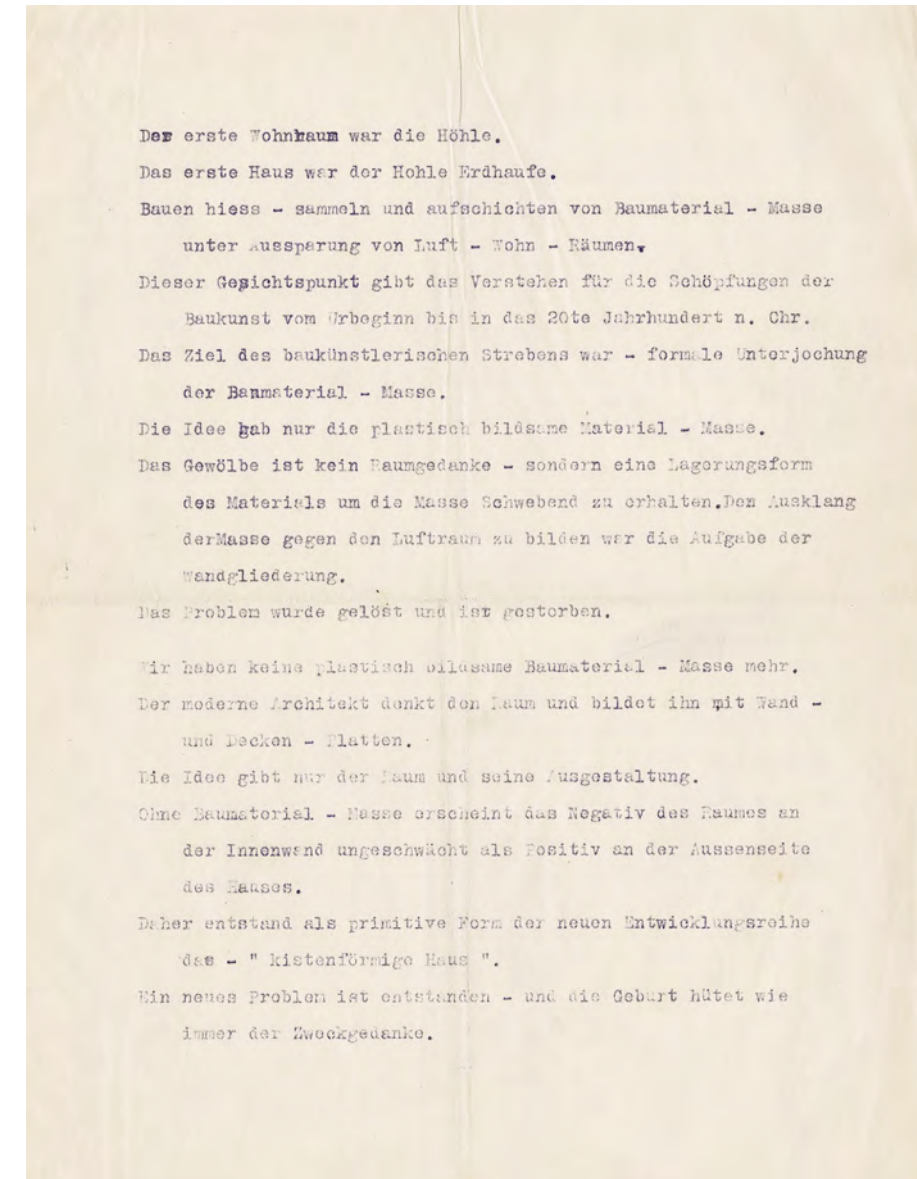 Der erste Wohnraum war die Höhle.
Das erste Haus war der Hohle Erdhaufe.
Bauen hiess - sammeln und aufschichten von Baumaterial - Masse
unter Aussparung von Luft - Wohn - Räumen.
Dieser Gesichtspunkt gibt das Verstehen für die Schöpfungen der
Baukunst vom Urbeginn bis in das 20te Jahrhundert n. Chr.
Das Ziel des baukünstlerischen Strebens war - formale Unterjochung
der Baumaterial - Masse.
Die Idee gab nur die plastisch bildsame Material - Masse.
Das Gewölbe ist kein Raumgedanke - sondern eine Lagerungsform
des Materials um die Masse Schwebend zu erhalten.Den Ausklang
derMasse gegen den Luftraum zu bilden war die Aufgabe der
Wandgliederung.
Das Problem wurde gelöst und ist gestorben.
Wir haben keine plastisch bildsame Baumaterial - Masse mehr.
Der moderne Architekt denkt den Raum und bildet ihn mit Wand -
und Decken - Platten.
Die Idee gibt nur der Raum und seine Ausgestaltung.
Ohne Baumaterial - Masse erscheint das Negativ des Raumes an
der Innenwand ungeschwächt als Positiv an der Aussenseite
des Hauses.
Daher entstand als primitive Form der neuen Entwicklungsreihe
das - " kistenförmige Haus ".
Ein neues Problem ist entstanden - und die Geburt hütet wie
immer der Zweckgedanke.